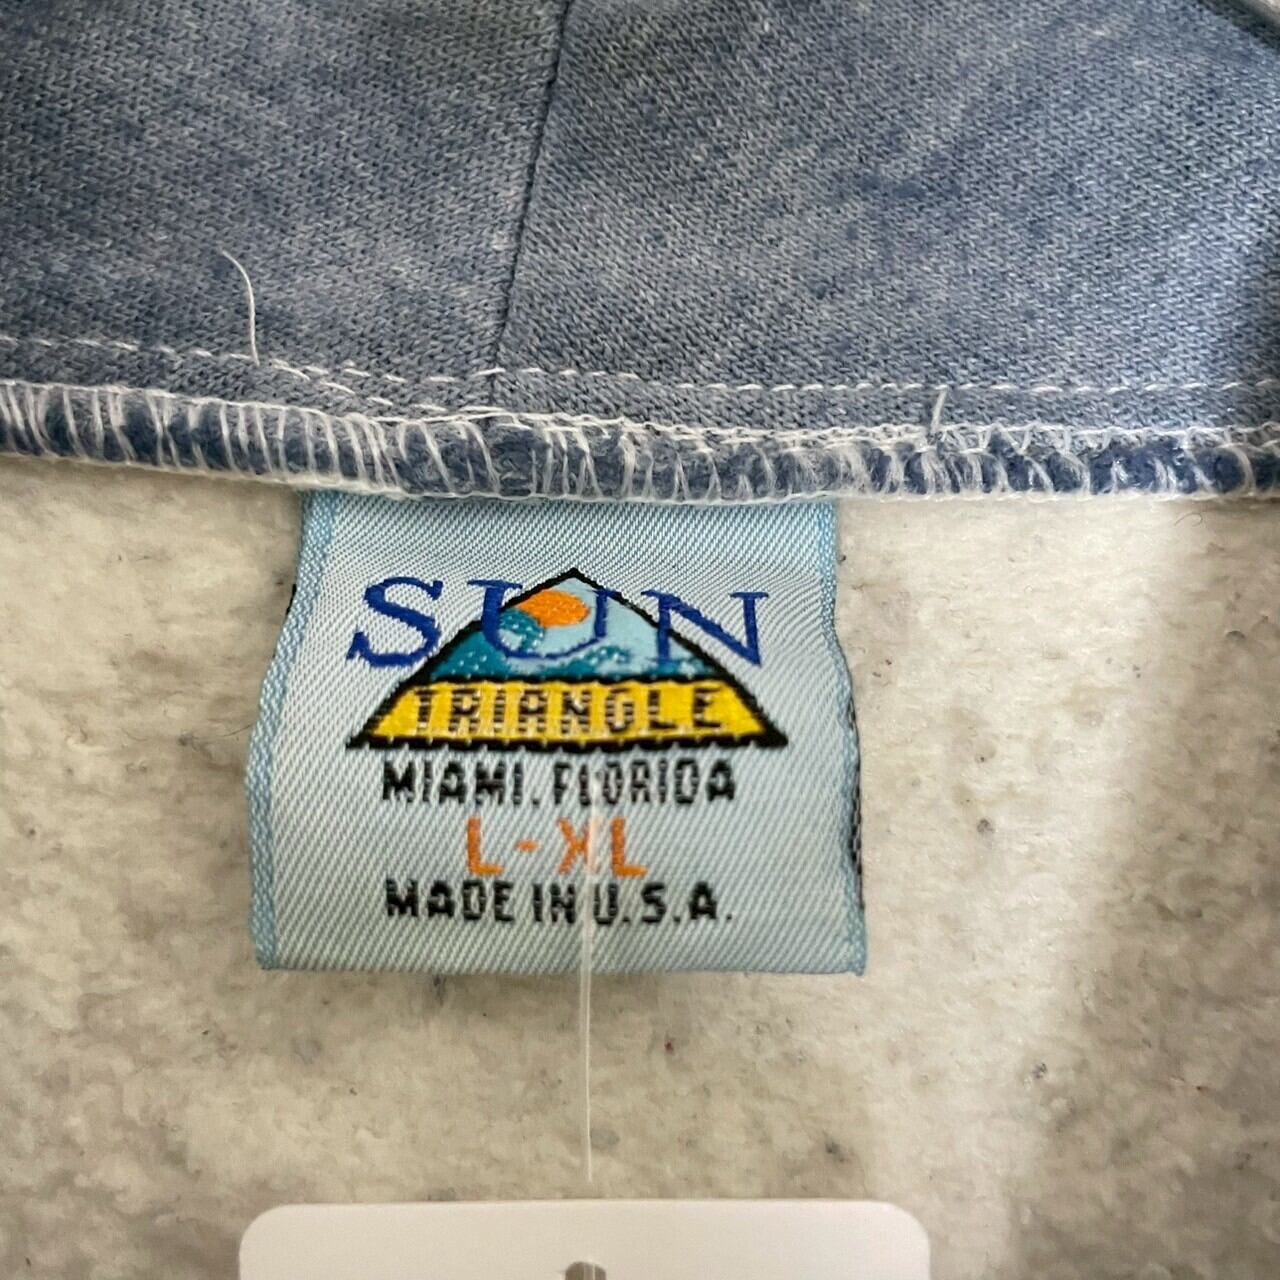 SUN
TRIANGLE
MIAMI. FLORIDA
L-XL
MADE IN U.S.A.